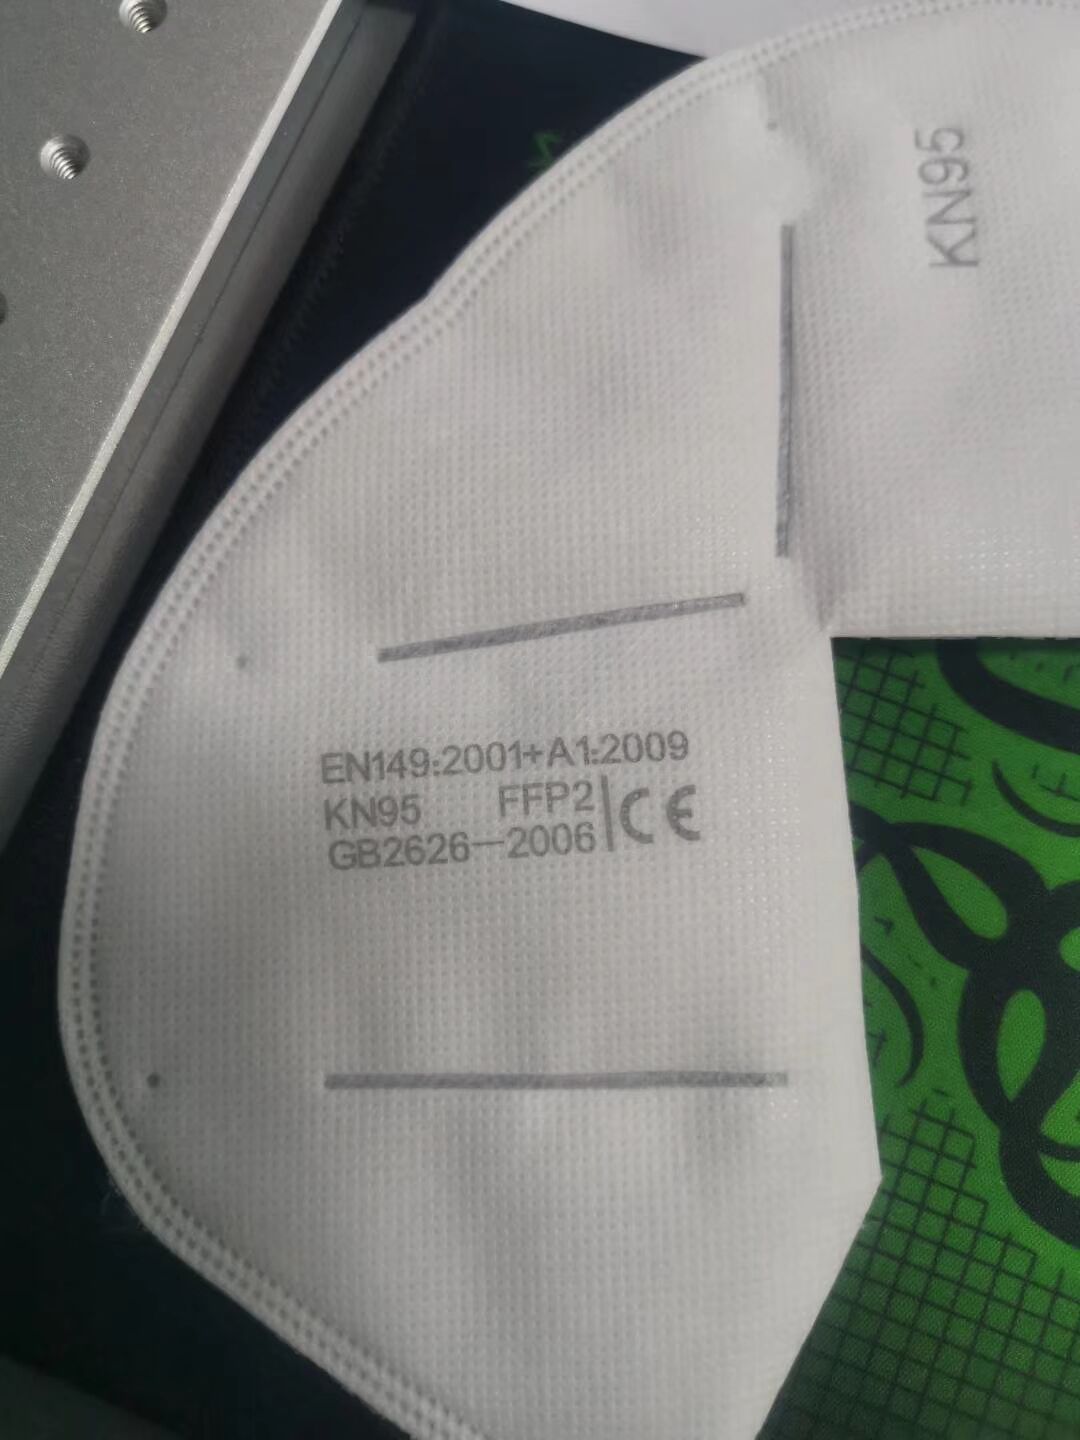 KN95
EN149:2001+A1:2009
KN95 FFP2
GB2626-2006 CE